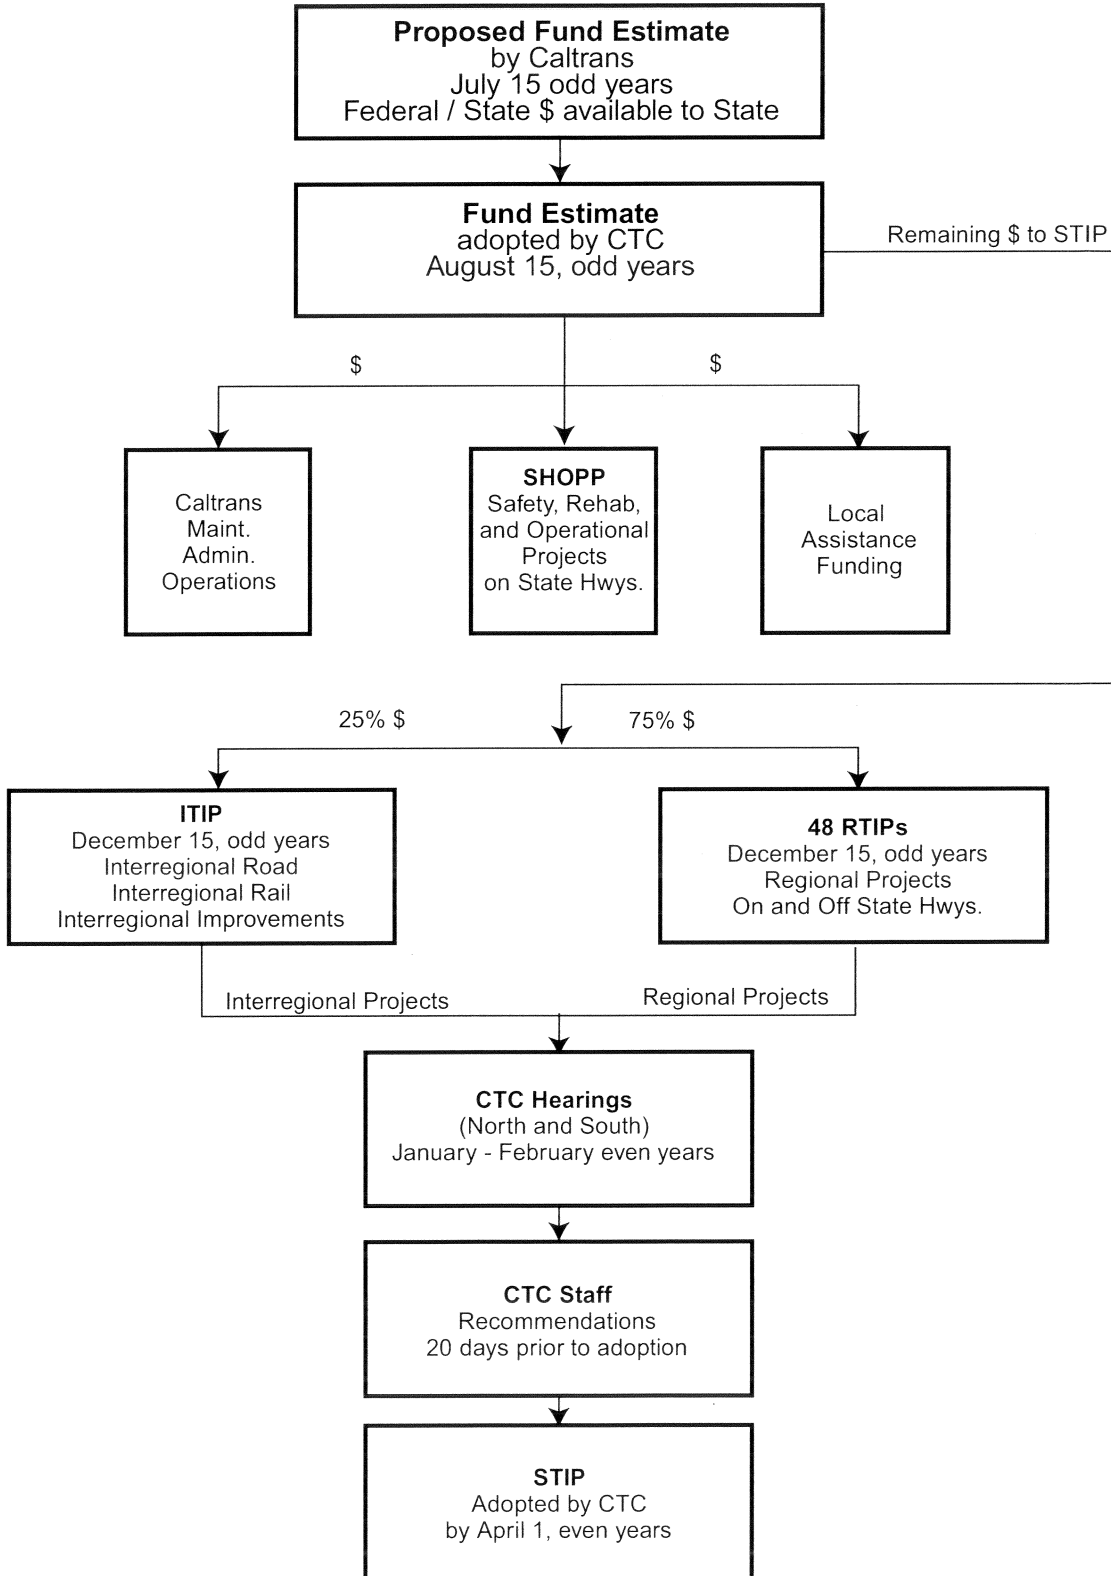 Proposed Fund Estimate
by Caltrans
July 15 odd years
Federal / State $ available to State
Fund Estimate
adopted by CTC
August 15, odd years
Remaining $ to STIP
$
$
Caltrans
Maint.
Admin.
Operations
SHOPP
Safety, Rehab,
and Operational
Projects
on State Hwys.
Local
Assistance
Funding
25% $
75% $
ITIP
December 15, odd years
Interregional Road
Interregional Rail
Interregional Improvements
48 RTIPs
December 15, odd years
Regional Projects
On and Off State Hwys.
Interregional Projects
Regional Projects
CTC Hearings
(North and South)
January - February even years
CTC Staff
Recommendations
20 days prior to adoption
STIP
Adopted by CTC
by April 1, even years